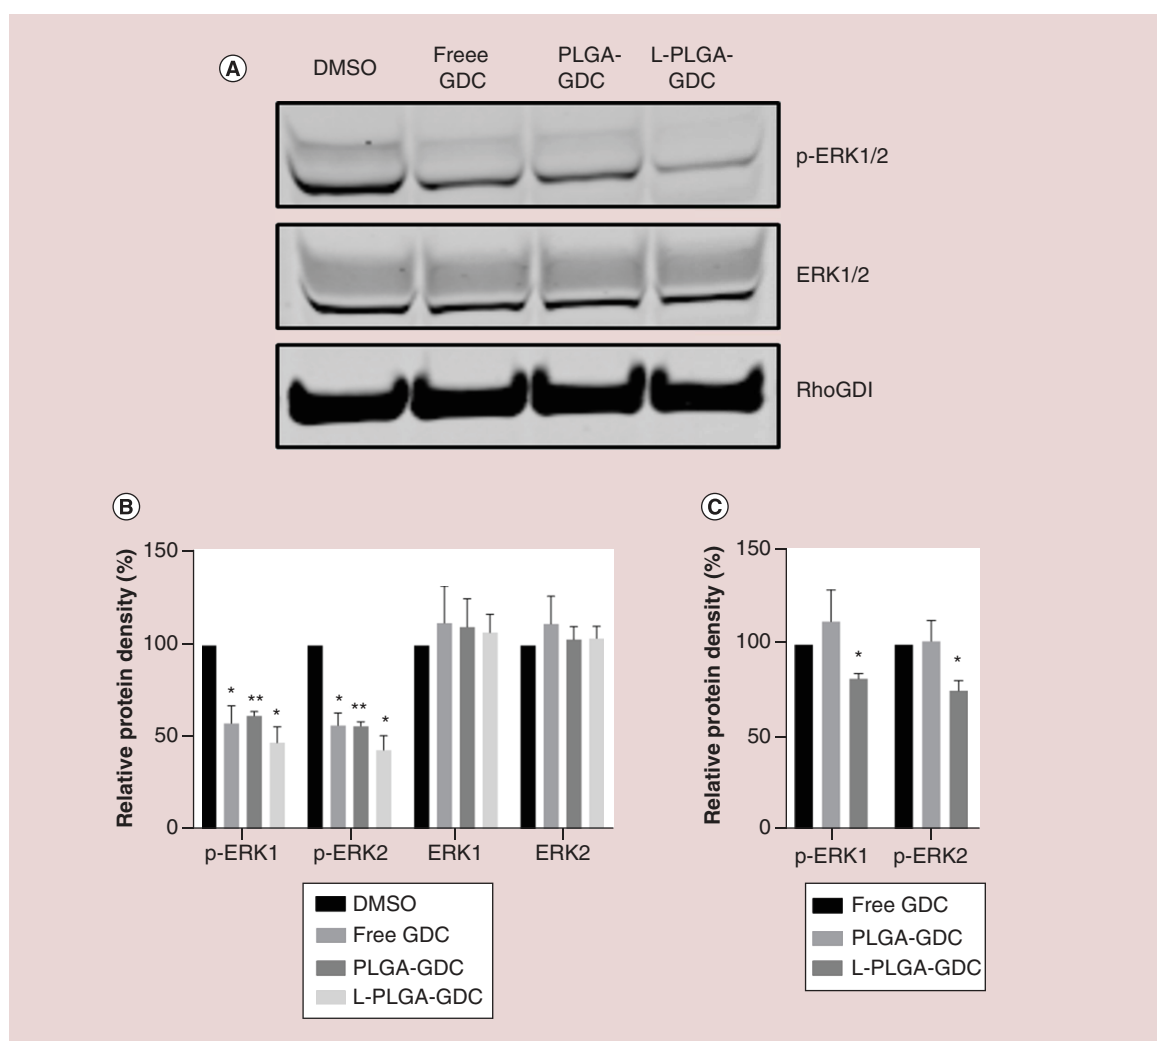 A
DMSO
Freee
GDC
PLGA-
GDC
L-PLGA-
GDC
p-ERK1/2
ERK1/2
RhoGDI
B
Relative protein density (%)
150
100
50
0
*
**
*
*
**
*
p-ERK1
p-ERK2
ERK1
ERK2
DMSO
Free GDC
PLGA-GDC
L-PLGA-GDC
C
Relative protein density (%)
150
100
50
0
*
*
p-ERK1
p-ERK2
Free GDC
PLGA-GDC
L-PLGA-GDC